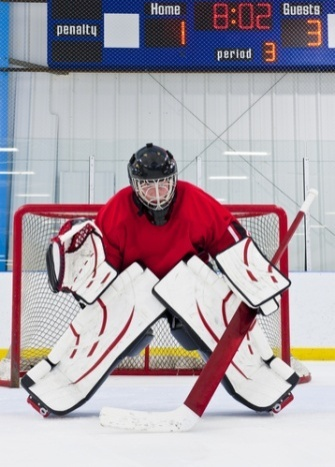 Home 8:02 Guests
penalty 1 3
period 3